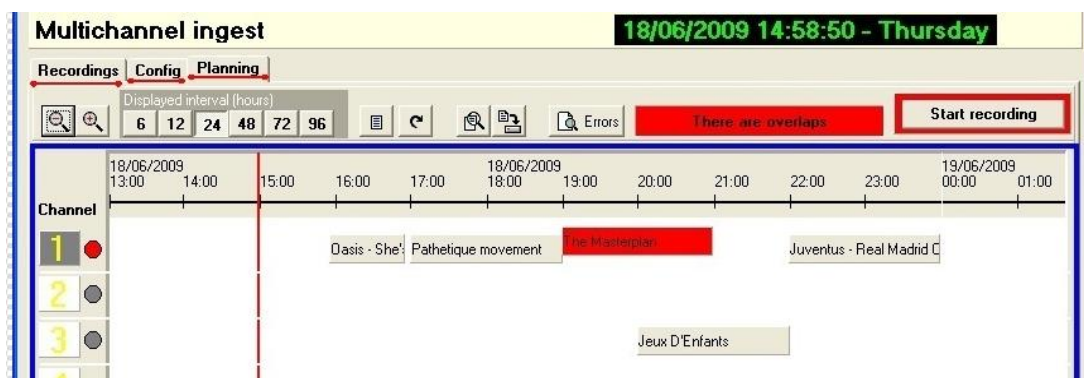 Multichannel ingest
18/06/2009 14:58:50 - Thursday
Recordings Config Planning
Displayed interval (hours)
6 12 24 48 72 96 Errors There are overlaps Start recording
18/06/2009 18/06/2009 19/06/2009
13:00 14:00 15:00 16:00 17:00 18:00 19:00 20:00 21:00 22:00 23:00 00:00 01:00
Channel
1 Oasis - She's Pathetique movement The Masterplan Juventus - Real Madrid C
2
3 Jeux D'Enfants